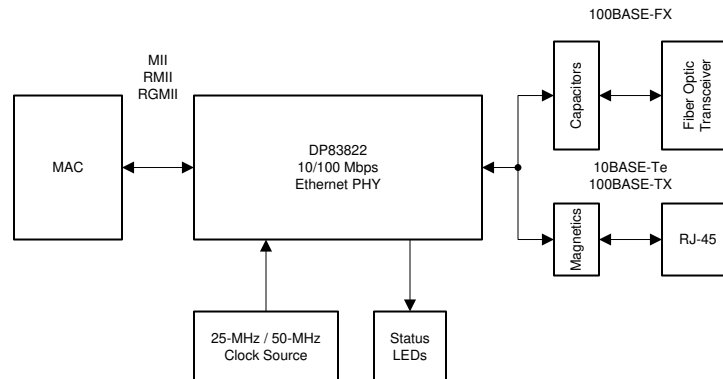 100BASE-FX
MII
RMII
RGMII
MAC
DP83822
10/100 Mbps
Ethernet PHY
Capacitors
Fiber Optic
Transceiver
10BASE-Te
100BASE-TX
Magnetics
RJ-45
25-MHz / 50-MHz
Clock Source
Status
LEDs